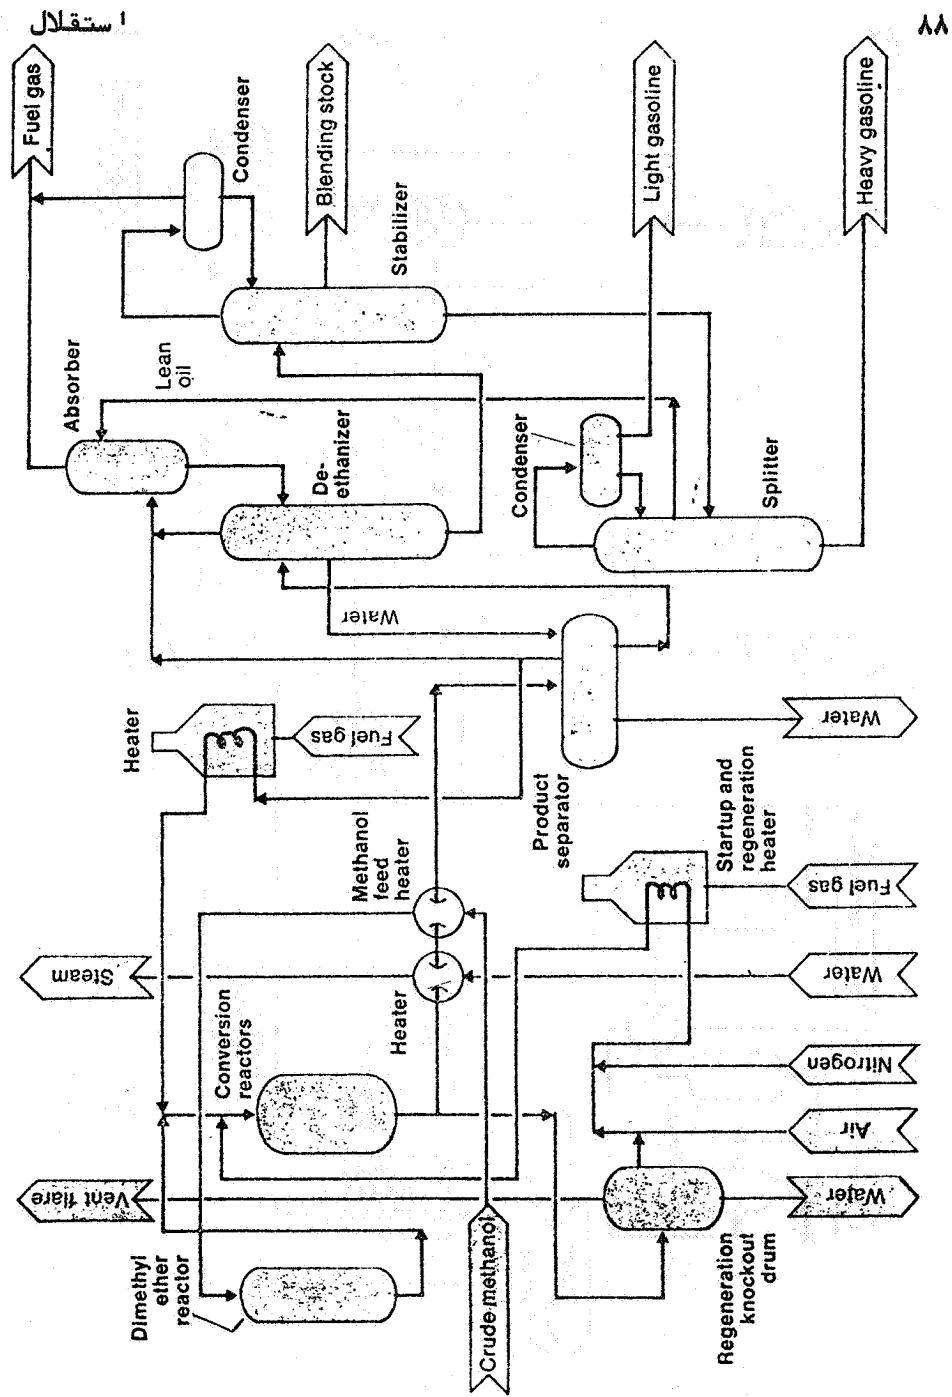 استقلال
۸۸
Fuel gas
Condenser
Blending stock
Stabilizer
Light gasoline
Heavy gasoline
Absorber
Lean
oil
De-
ethanizer
Condenser
Splitter
Water
Heater
Fuel gas
Product
separator
Water
Methanol
feed
heater
Startup and
regeneration
heater
Fuel gas
Steam
Conversion
reactors
Heater
Water
Nitrogen
Air
Vent flare
Water
Dimethyl
ether
reactor
Crude methanol
Regeneration
knockout
drum